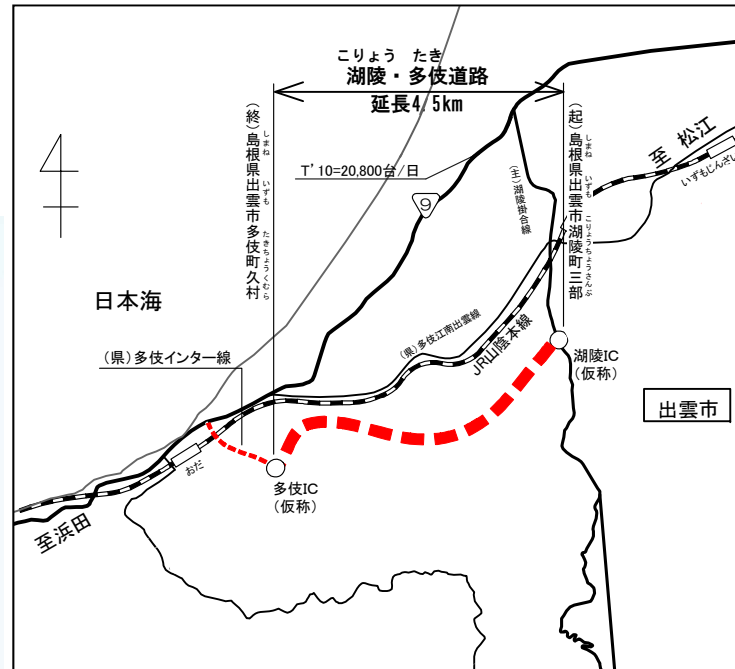 こりょう たき
湖陵・多伎道路
延長4.5km
(起)島根県出雲市湖陵町三部
しまね いずも こりょうちょうさんぶ
(終)島根県出雲市多伎町久村
しまね いずも たきちょうくむら
至 松江
いずもじんざい
T'10=20,800台/日
(主)湖陵掛合線
9
日本海
(県)多伎インター線
(県)多伎江南出雲線
JR山陰本線
湖陵IC
(仮称)
出雲市
おだ
多伎IC
(仮称)
至浜田